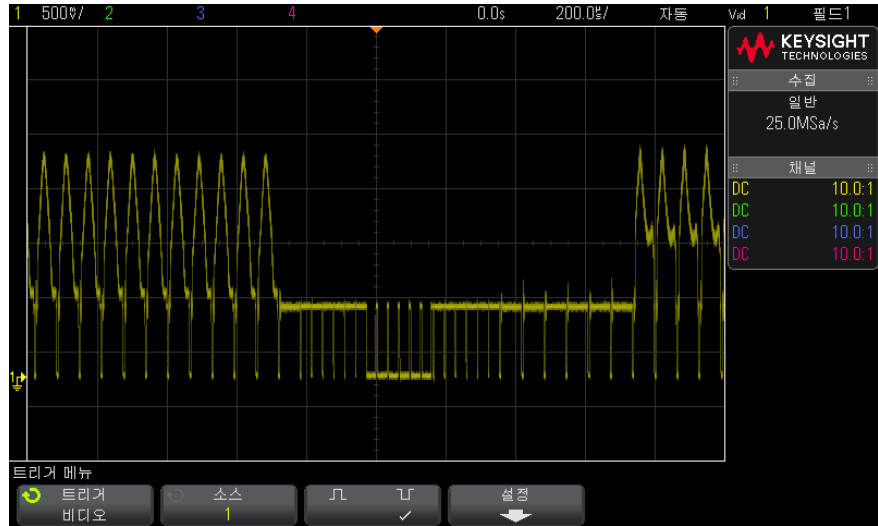 1 500㎷/ 2 3 4 0.0s 200.0㎲/ 자동 Vid 1 필드1
KEYSIGHT
TECHNOLOGIES
수집
일반
25.0MSa/s
채널
DC 10.0:1
DC 10.0:1
DC 10.0:1
DC 10.0:1
1
트리거 메뉴
트리거
비디오
소스
1
설정